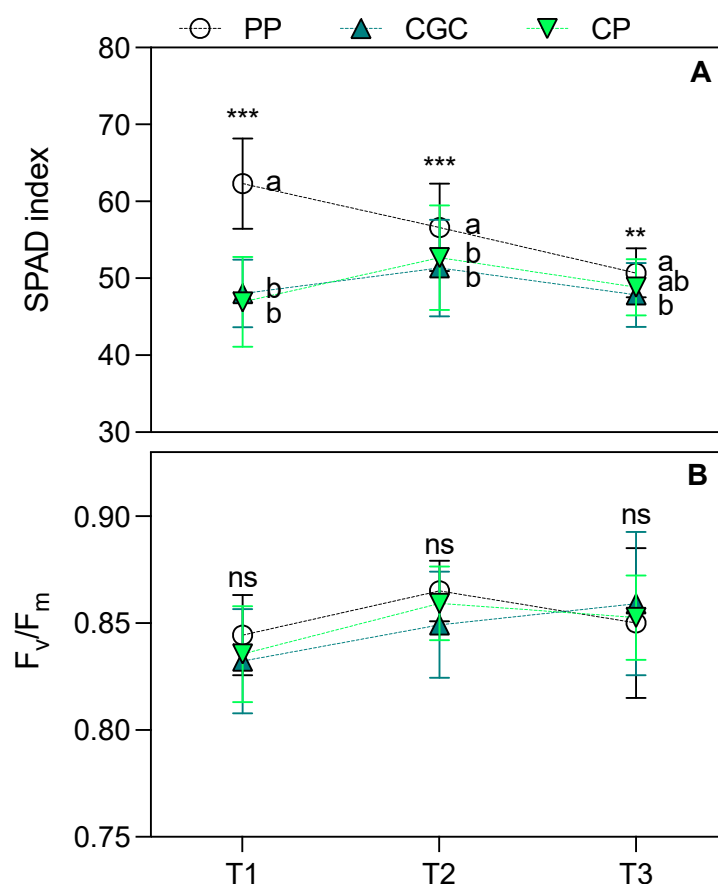 PP CGC CP
A
SPAD index
80
70
60
50
40
30
*** *** **
a a a
b b ab
b b b
B
Fv/Fm
0.90
0.85
0.80
0.75
ns ns ns
T1 T2 T3